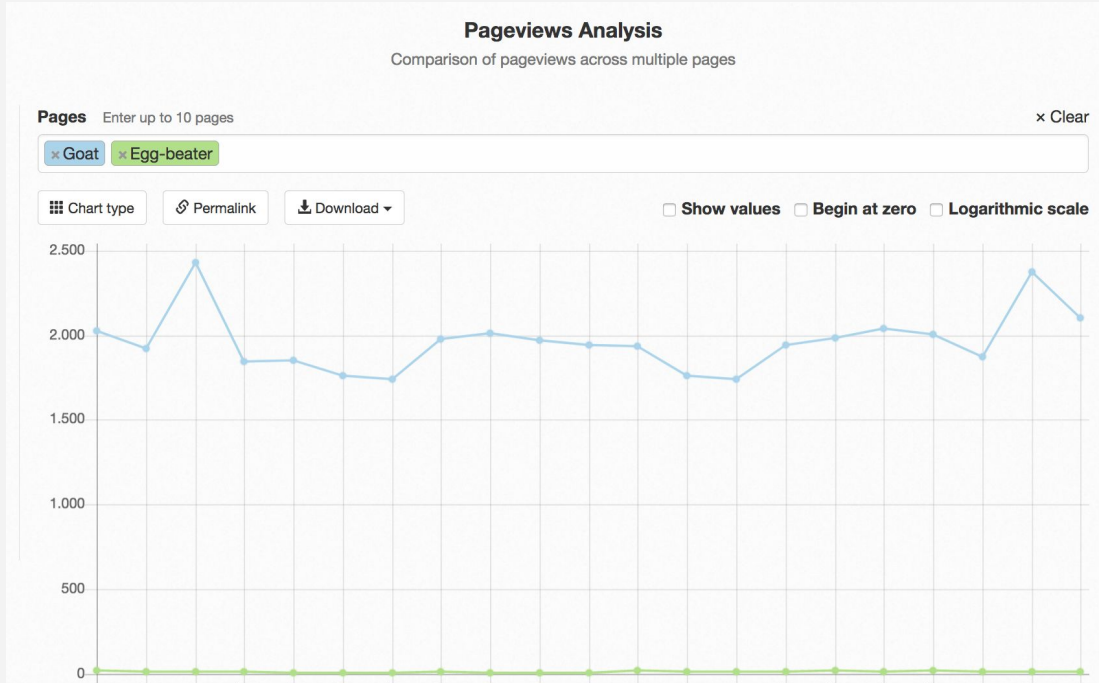 Pageviews Analysis
Comparison of pageviews across multiple pages
Pages Enter up to 10 pages × Clear
× Goat × Egg-beater
Chart type Permalink Download Show values Begin at zero Logarithmic scale
2.500
2.000
1.500
1.000
500
0